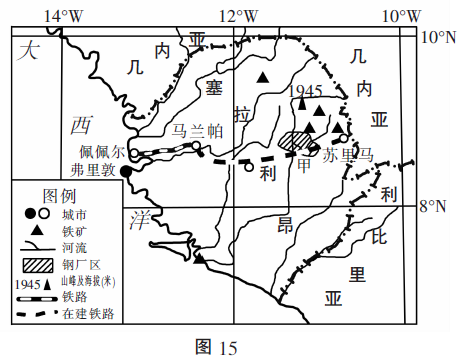 14°W 12°W 10°W
10°N
大
西
洋
几
内
亚
几
内
亚
塞
拉
利
昂
利
比
里
亚
1945
马兰帕
佩佩尔
弗里敦
苏里马
甲
8°N
图例
城市
铁矿
河流
钢厂区
1945 山峰及海拔(米)
铁路
在建铁路
图 15